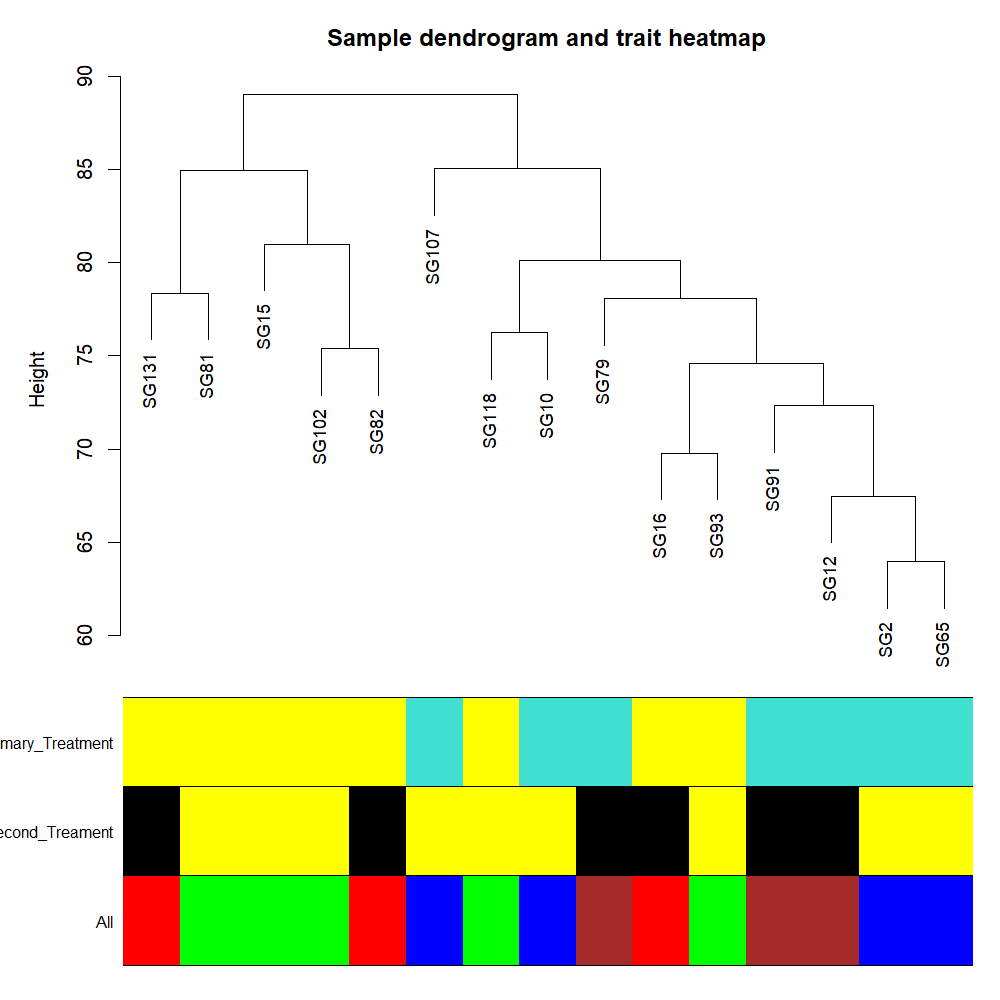 Sample dendrogram and trait heatmap
90
85
80
75
70
65
60
Height
SG131
SG81
SG15
SG102
SG82
SG107
SG118
SG10
SG79
SG16
SG93
SG91
SG12
SG2
SG65
mary_Treatment
econd_Treament
All